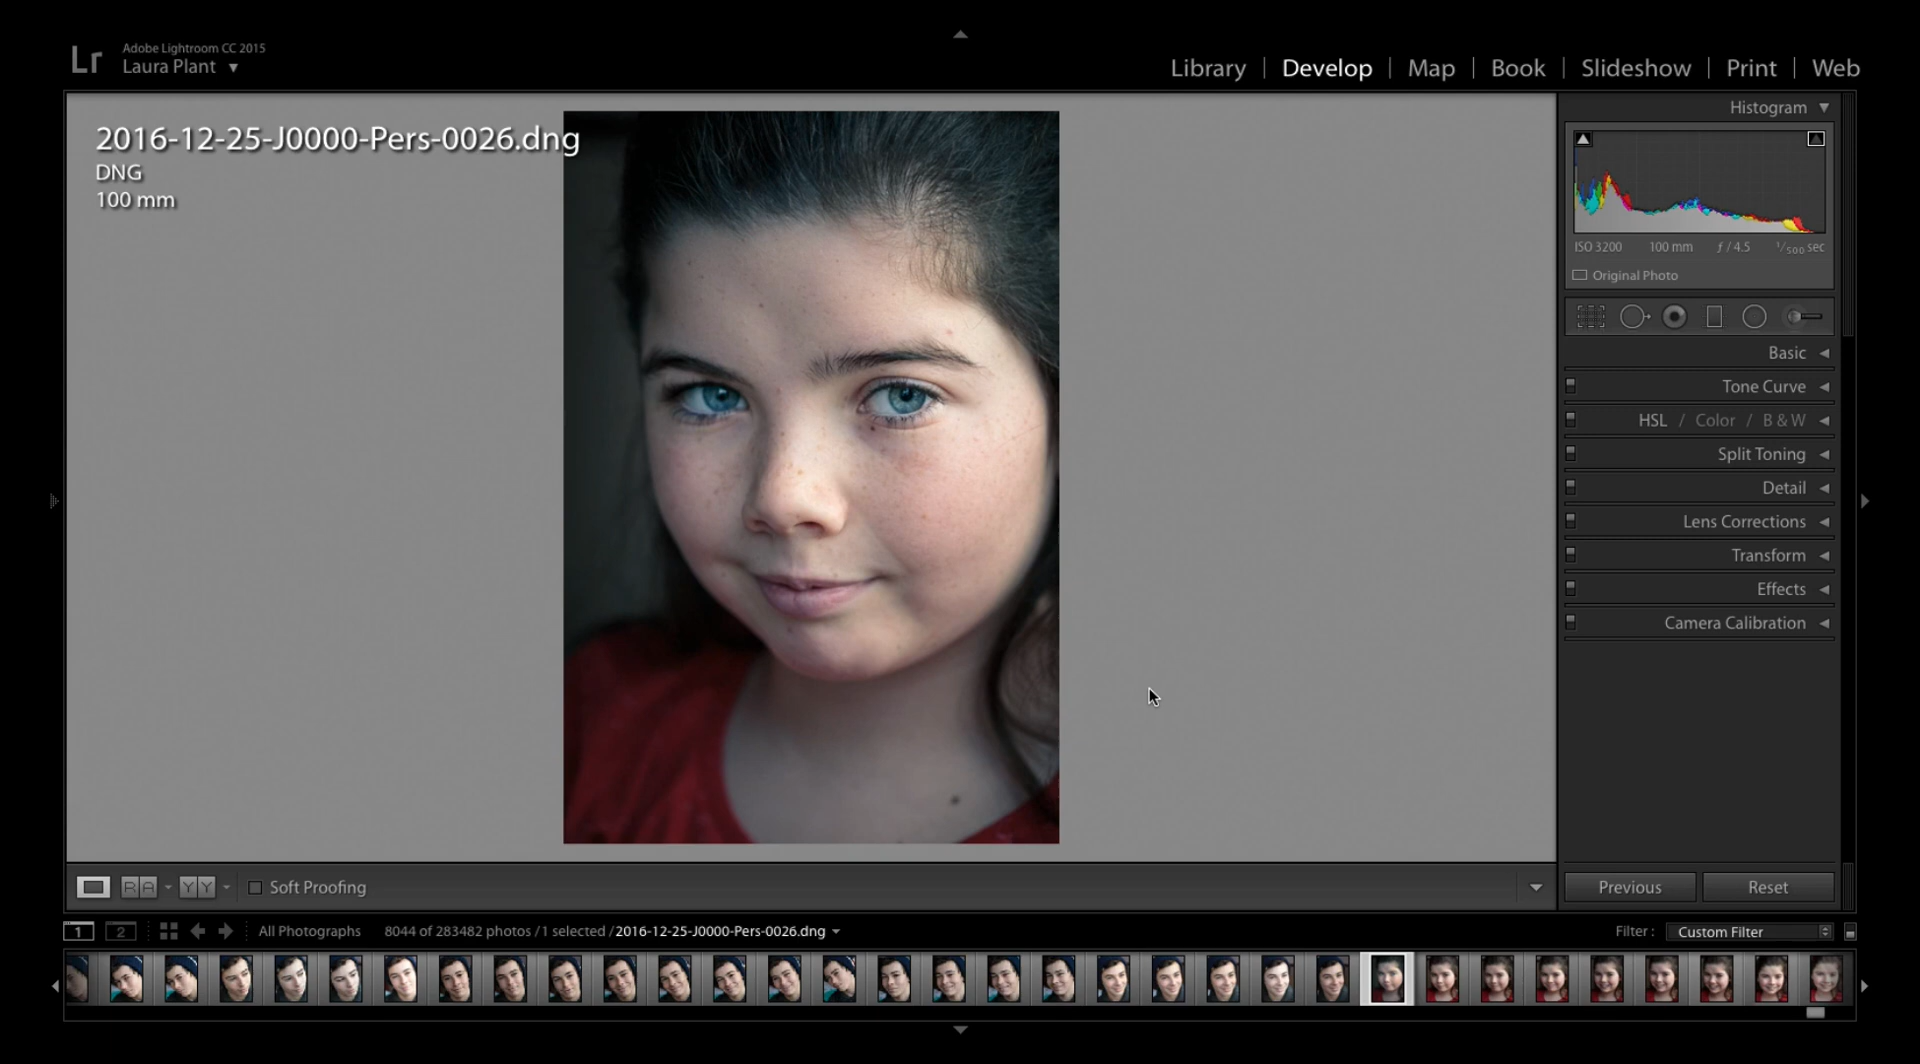 Lr
Adobe Lightroom CC 2015
Laura Plant
Library | Develop | Map | Book | Slideshow | Print | Web
2016-12-25-J0000-Pers-0026.dng
DNG
100 mm
Histogram
ISO 3200 100 mm ƒ / 4.5 1/500 sec
Original Photo
Basic
Tone Curve
HSL / Color / B & W
Split Toning
Detail
Lens Corrections
Transform
Effects
Camera Calibration
R A Y Y Soft Proofing
Previous Reset
1 2 All Photographs 8044 of 283482 photos / 1 selected / 2016-12-25-J0000-Pers-0026.dng Filter : Custom Filter